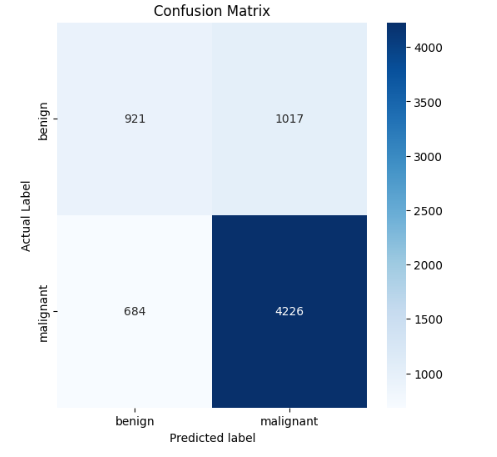 Confusion Matrix
4000
3500
3000
2500
2000
1500
1000
Actual Label
benign
malignant
921
1017
684
4226
benign
malignant
Predicted label